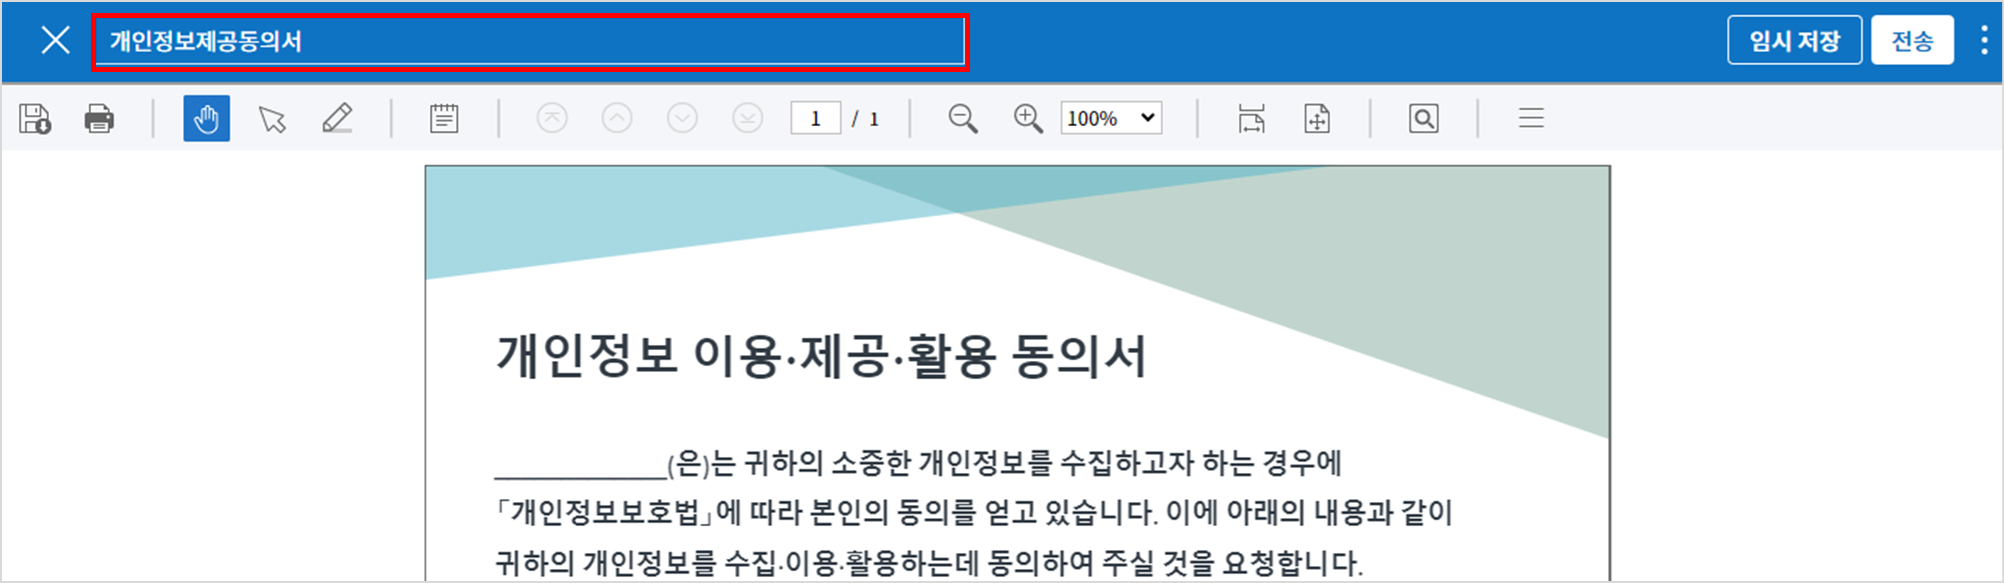 개인정보제공동의서
임시 저장
전송
1 / 1
100%
개인정보 이용·제공·활용 동의서
____________(은)는 귀하의 소중한 개인정보를 수집하고자 하는 경우에
「개인정보보호법」에 따라 본인의 동의를 얻고 있습니다. 이에 아래의 내용과 같이
귀하의 개인정보를 수집·이용·활용하는데 동의하여 주실 것을 요청합니다.